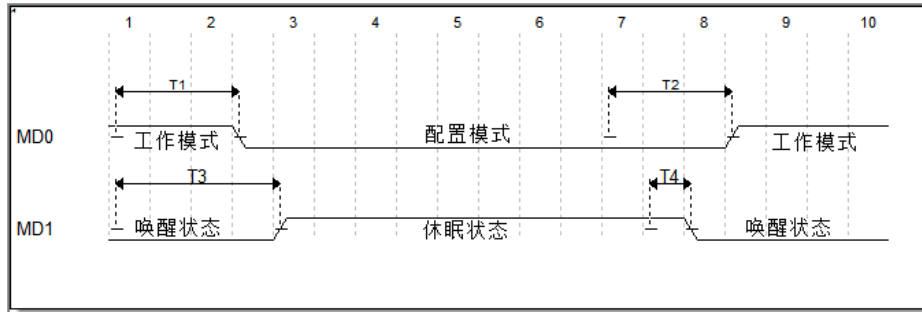 1 2 3 4 5 6 7 8 9 10
T1 T2
MD0 工作模式 配置模式 工作模式
T3 T4
MD1 唤醒状态 休眠状态 唤醒状态